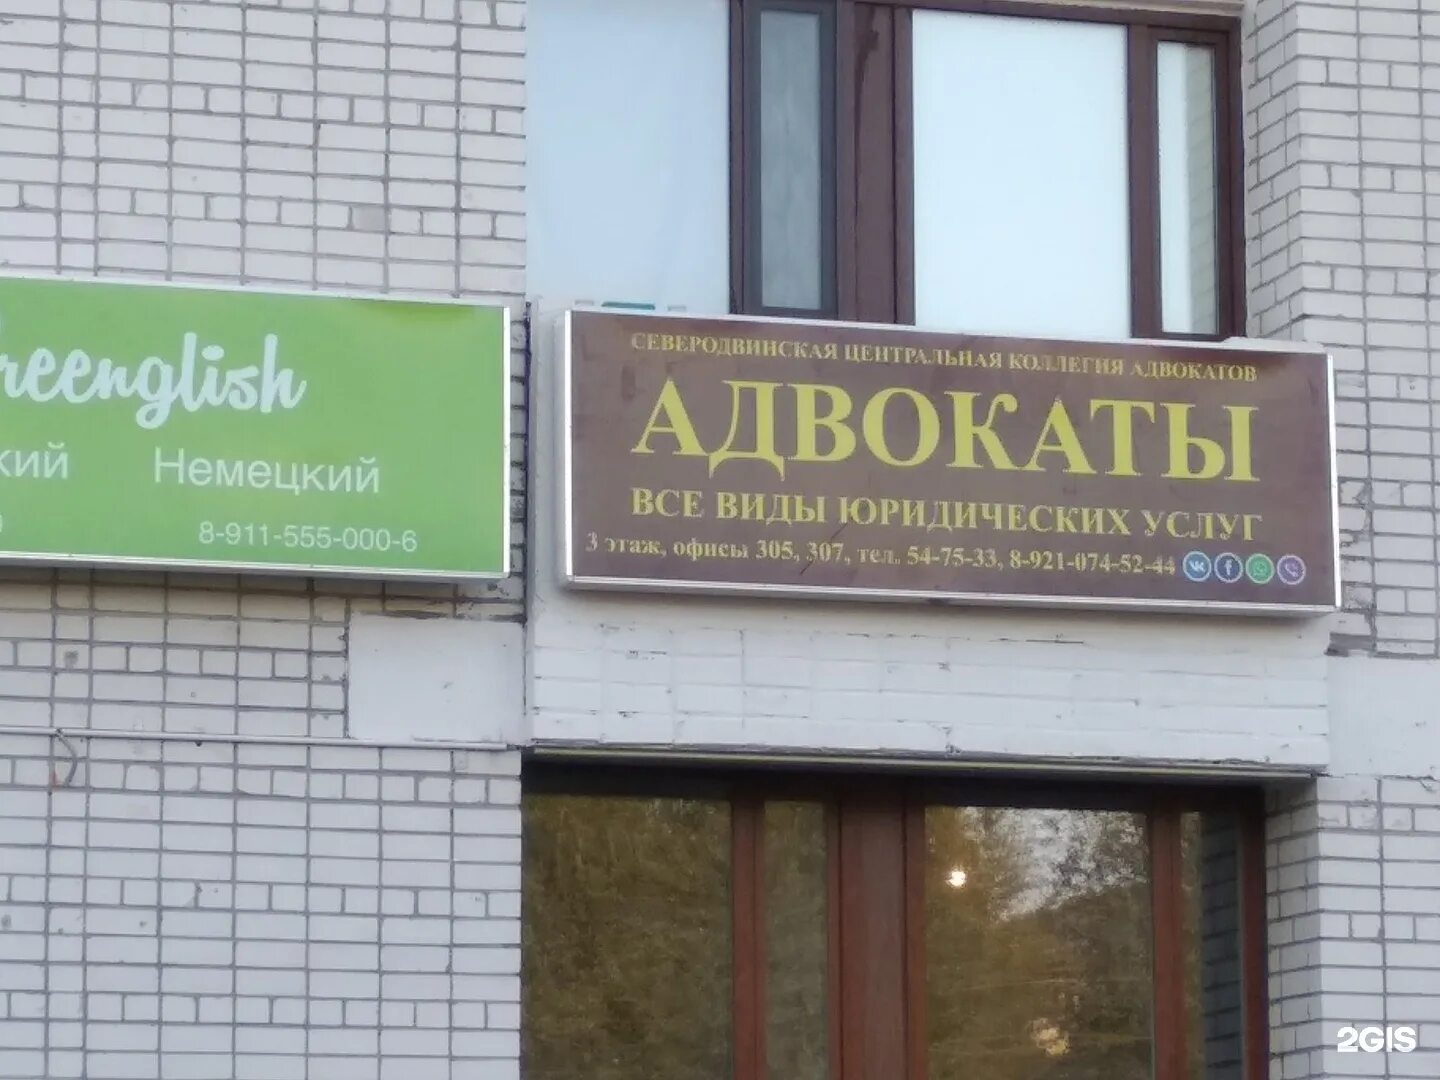 reenglish
кий Немецкий
8-911-555-000-6
СЕВЕРОДВИНСКАЯ ЦЕНТРАЛЬНАЯ КОЛЛЕГИЯ АДВОКАТОВ
АДВОКАТЫ
ВСЕ ВИДЫ ЮРИДИЧЕСКИХ УСЛУГ
3 этаж, офисы 305, 307, тел. 54-75-33, 8-921-074-52-44
2GIS